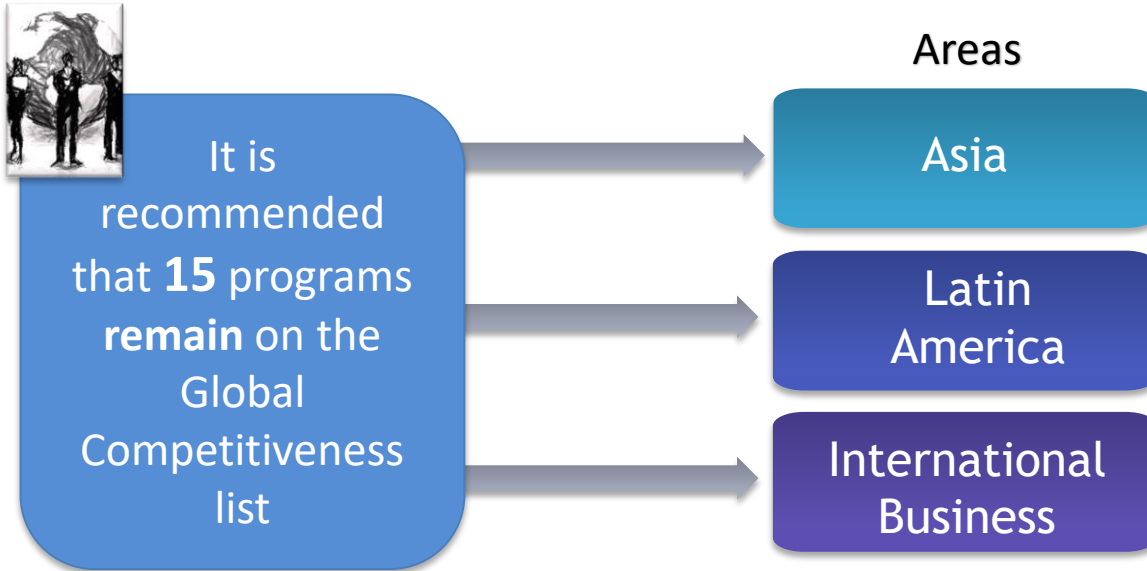 It is
recommended
that 15 programs
remain on the
Global
Competitiveness
list
Areas
Asia
Latin
America
International
Business